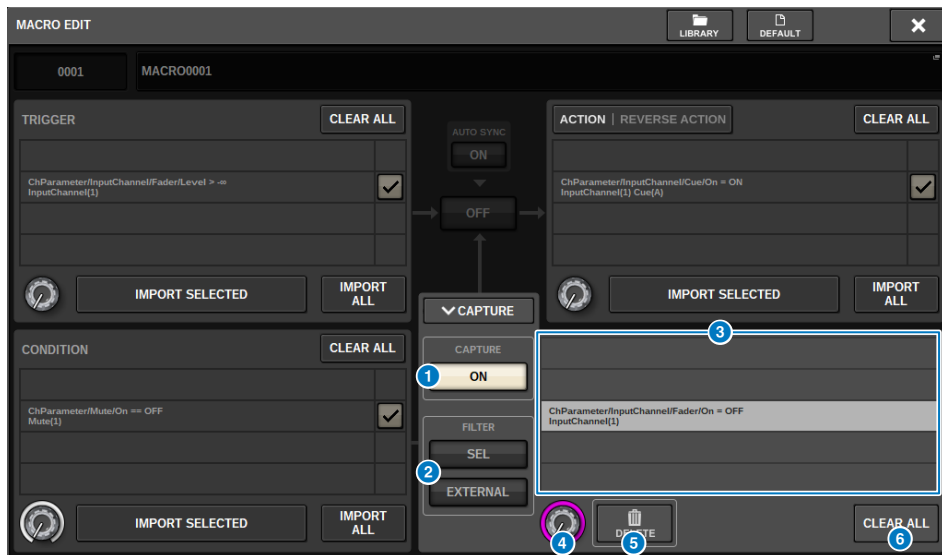 MACRO EDIT
LIBRARY
DEFAULT
0001
MACRO0001
TRIGGER
CLEAR ALL
ChParameter/InputChannel/Fader/Level > -∞
InputChannel(1)
IMPORT SELECTED
IMPORT
ALL
AUTO SYNC
ON
OFF
ACTION | REVERSE ACTION
CLEAR ALL
ChParameter/InputChannel/Cue/On = ON
InputChannel(1) Cue(A)
IMPORT SELECTED
IMPORT
ALL
CONDITION
CLEAR ALL
ChParameter/Mute/On == OFF
Mute(1)
IMPORT SELECTED
IMPORT
ALL
CAPTURE
CAPTURE
1
ON
FILTER
SEL
2
EXTERNAL
3
ChParameter/InputChannel/Fader/On = OFF
InputChannel(1)
4
DELETE
5
CLEAR ALL
6